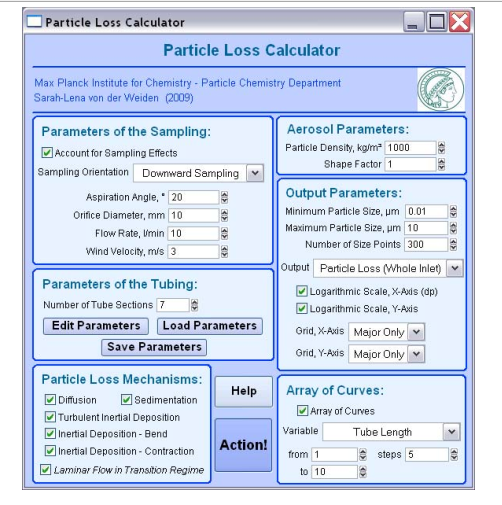 Particle Loss Calculator
Particle Loss Calculator
Max Planck Institute for Chemistry - Particle Chemistry Department
Sarah-Lena von der Weiden (2009)
Parameters of the Sampling:
Account for Sampling Effects
Sampling Orientation Downward Sampling
Aspiration Angle, ° 20
Orifice Diameter, mm 10
Flow Rate, l/min 10
Wind Velocity, m/s 3
Parameters of the Tubing:
Number of Tube Sections 7
Edit Parameters Load Parameters
Save Parameters
Particle Loss Mechanisms:
Diffusion Sedimentation
Turbulent Inertial Deposition
Inertial Deposition - Bend
Inertial Deposition - Contraction
Laminar Flow in Transition Regime
Help
Action!
Aerosol Parameters:
Particle Density, kg/m³ 1000
Shape Factor 1
Output Parameters:
Minimum Particle Size, µm 0.01
Maximum Particle Size, µm 10
Number of Size Points 300
Output Particle Loss (Whole Inlet)
Logarithmic Scale, X-Axis (dp)
Logarithmic Scale, Y-Axis
Grid, X-Axis Major Only
Grid, Y-Axis Major Only
Array of Curves:
Array of Curves
Variable Tube Length
from 1 steps 5
to 10